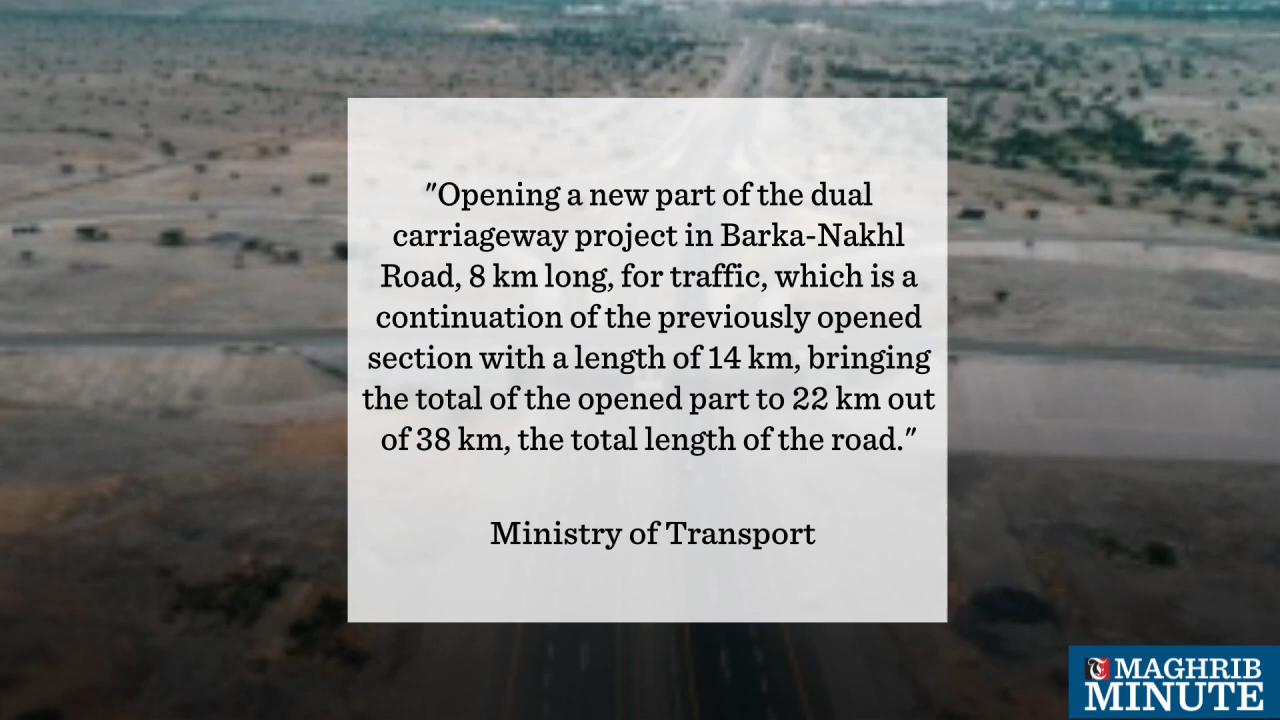 "Opening a new part of the dual
carriageway project in Barka-Nakhl
Road, 8 km long, for traffic, which is a
continuation of the previously opened
section with a length of 14 km, bringing
the total of the opened part to 22 km out
of 38 km, the total length of the road."
Ministry of Transport
T MAGHRIB
MINUTE